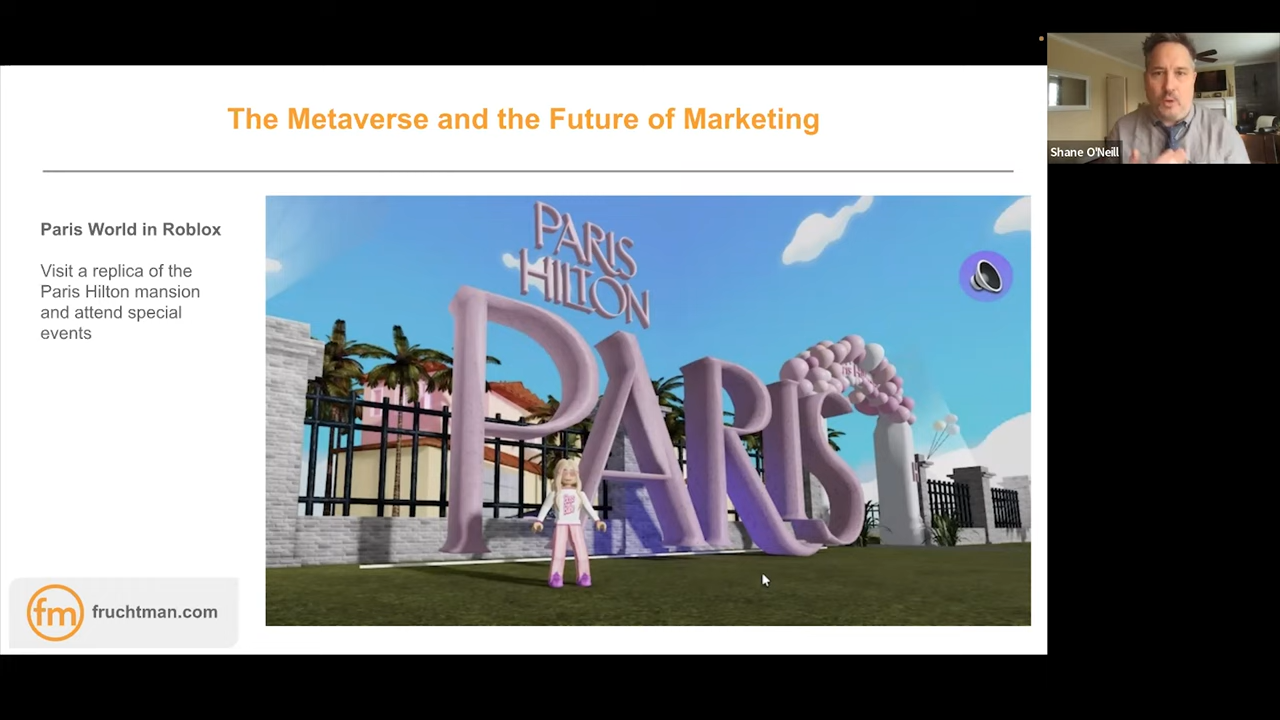 The Metaverse and the Future of Marketing
Shane O'Neill
Paris World in Roblox
Visit a replica of the
Paris Hilton mansion
and attend special
events
PARIS
HILTON
PARIS
fm fruchtman.com